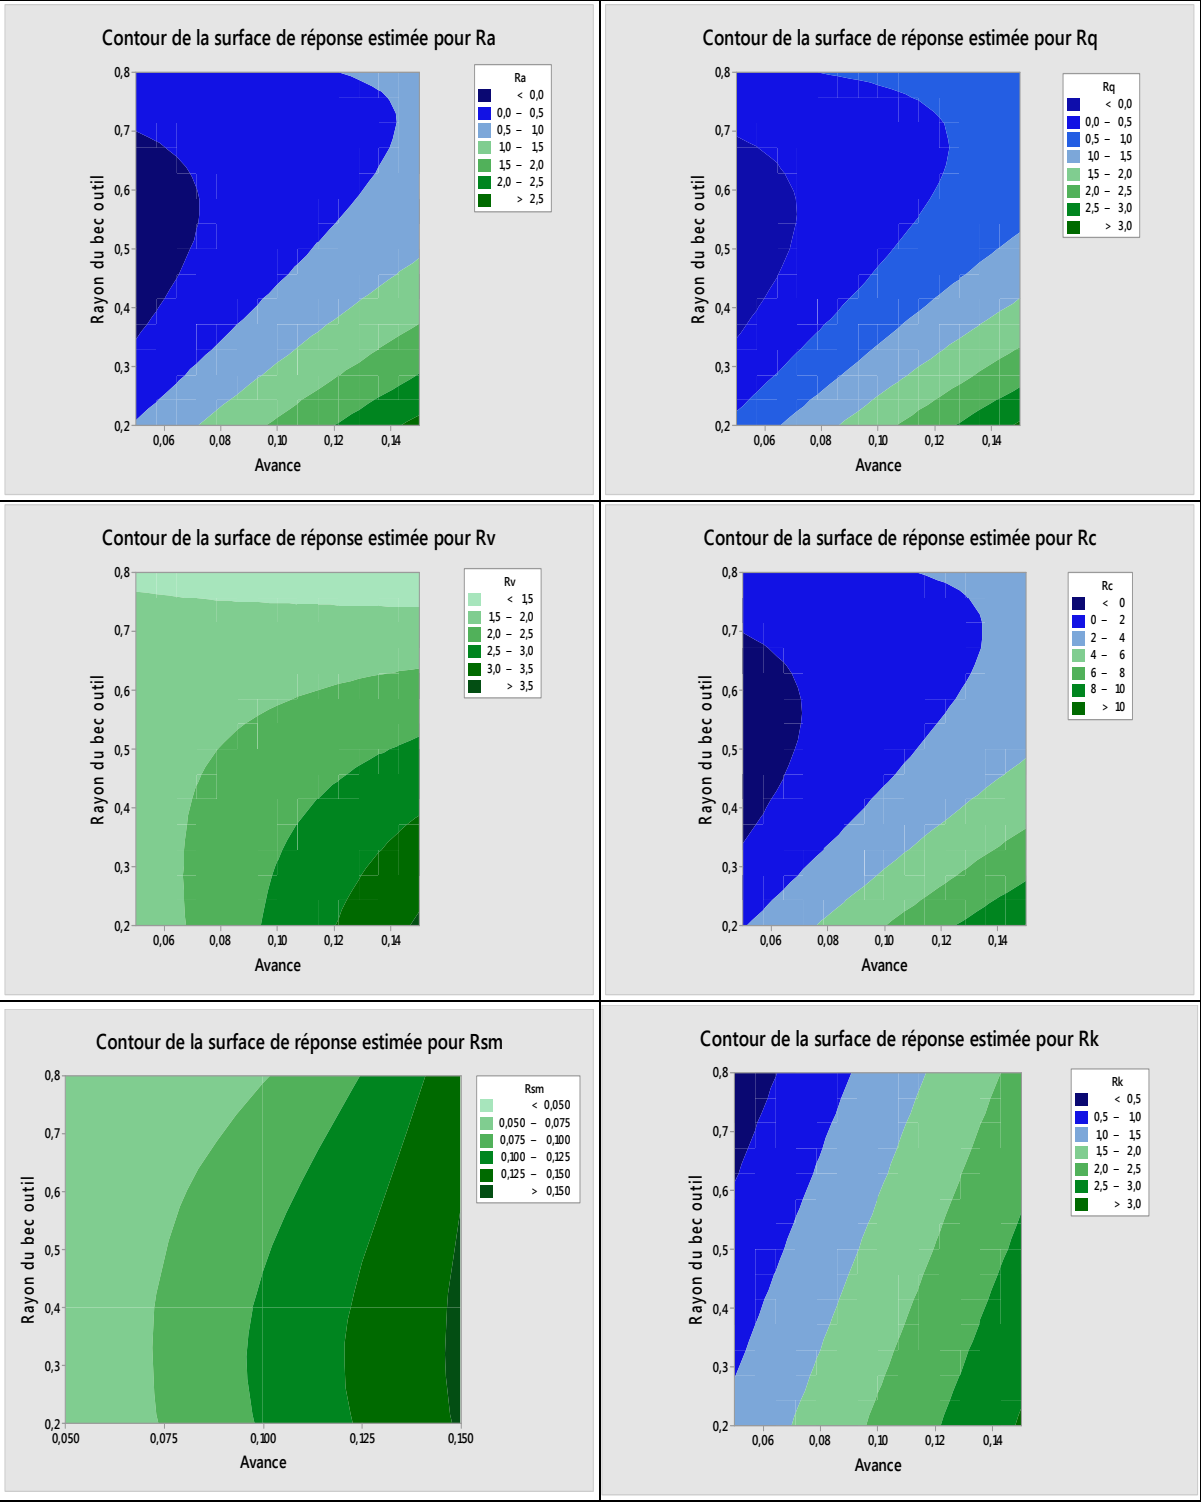 Contour de la surface de réponse estimée pour Ra
Ra
< 0,0
0,0 – 0,5
0,5 – 1,0
1,0 – 1,5
1,5 – 2,0
2,0 – 2,5
> 2,5
0,8
0,7
0,6
0,5
0,4
0,3
0,2
Rayon du bec outil
0,06 0,08 0,10 0,12 0,14
Avance
Contour de la surface de réponse estimée pour Rq
Rq
< 0,0
0,0 – 0,5
0,5 – 1,0
1,0 – 1,5
1,5 – 2,0
2,0 – 2,5
2,5 – 3,0
> 3,0
0,8
0,7
0,6
0,5
0,4
0,3
0,2
Rayon du bec outil
0,06 0,08 0,10 0,12 0,14
Avance
Contour de la surface de réponse estimée pour Rv
Rv
< 1,5
1,5 – 2,0
2,0 – 2,5
2,5 – 3,0
3,0 – 3,5
> 3,5
0,8
0,7
0,6
0,5
0,4
0,3
0,2
Rayon du bec outil
0,06 0,08 0,10 0,12 0,14
Avance
Contour de la surface de réponse estimée pour Rc
Rc
< 0
0 – 2
2 – 4
4 – 6
6 – 8
8 – 10
> 10
0,8
0,7
0,6
0,5
0,4
0,3
0,2
Rayon du bec outil
0,06 0,08 0,10 0,12 0,14
Avance
Contour de la surface de réponse estimée pour Rsm
Rsm
< 0,050
0,050 – 0,075
0,075 – 0,100
0,100 – 0,125
0,125 – 0,150
> 0,150
0,8
0,7
0,6
0,5
0,4
0,3
0,2
Rayon du bec outil
0,050 0,075 0,100 0,125 0,150
Avance
Contour de la surface de réponse estimée pour Rk
Rk
< 0,5
0,5 – 1,0
1,0 – 1,5
1,5 – 2,0
2,0 – 2,5
2,5 – 3,0
> 3,0
0,8
0,7
0,6
0,5
0,4
0,3
0,2
Rayon du bec outil
0,06 0,08 0,10 0,12 0,14
Avance